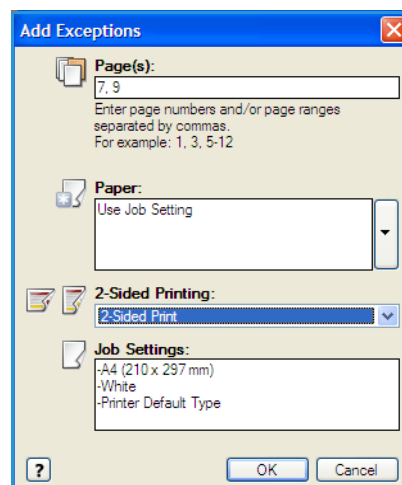 Add Exceptions
Page(s):
7, 9
Enter page numbers and/or page ranges
separated by commas.
For example: 1, 3, 5-12
Paper:
Use Job Setting
2-Sided Printing:
2-Sided Print
Job Settings:
-A4 (210 x 297 mm)
-White
-Printer Default Type
?
OK
Cancel